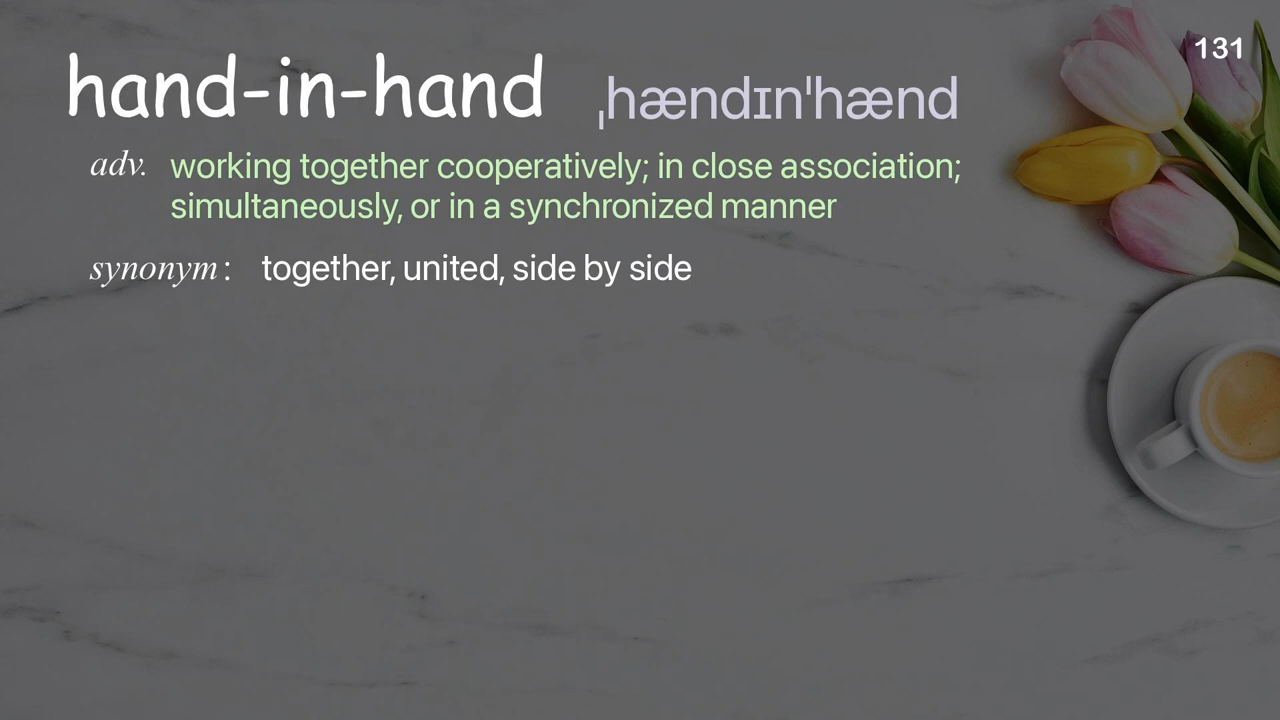 131
hand-in-hand ˌhændɪnˈhænd
adv. working together cooperatively; in close association;
simultaneously, or in a synchronized manner
synonym: together, united, side by side